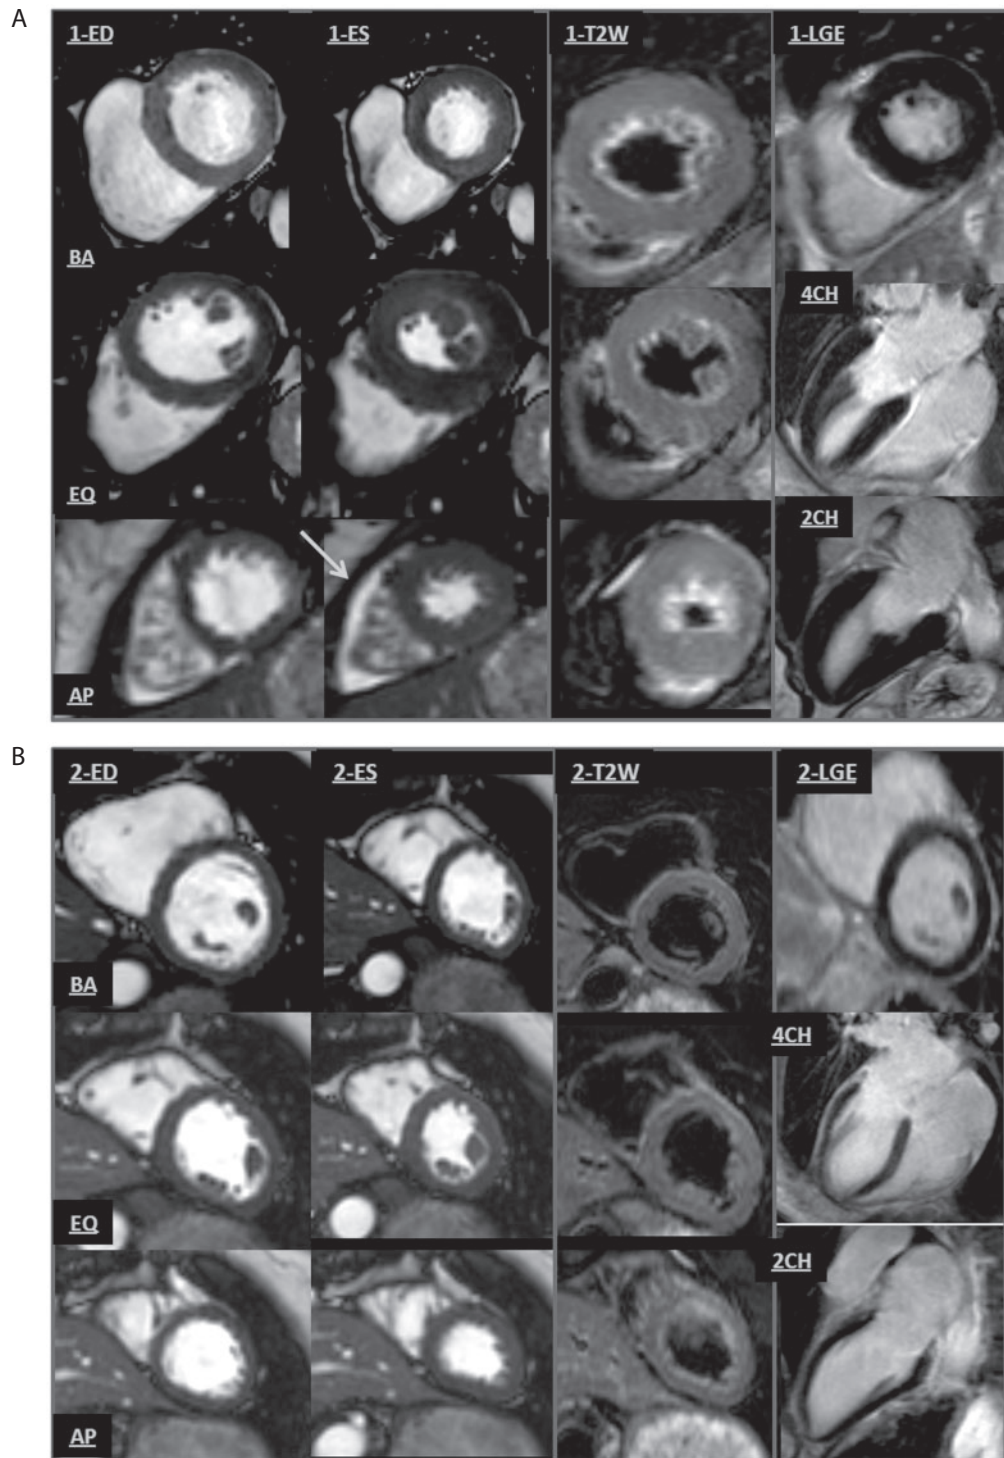 A
1-ED 1-ES 1-T2W 1-LGE
BA
4CH
EQ
2CH
AP
B
2-ED 2-ES 2-T2W 2-LGE
BA
4CH
EQ
2CH
AP